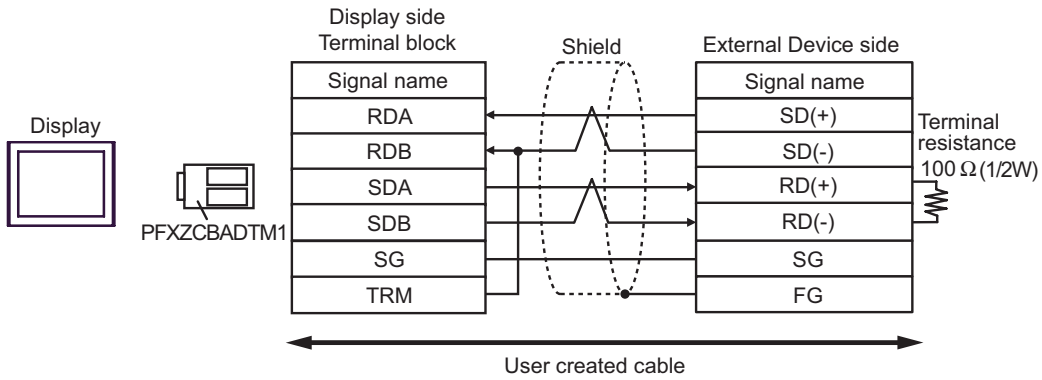 Display side
Terminal block
Shield
External Device side
Signal name
Signal name
RDA
SD(+)
Terminal
resistance
100 Ω (1/2W)
Display
RDB
SD(-)
SDA
RD(+)
PFXZCBADTM1
SDB
RD(-)
SG
SG
TRM
FG
User created cable